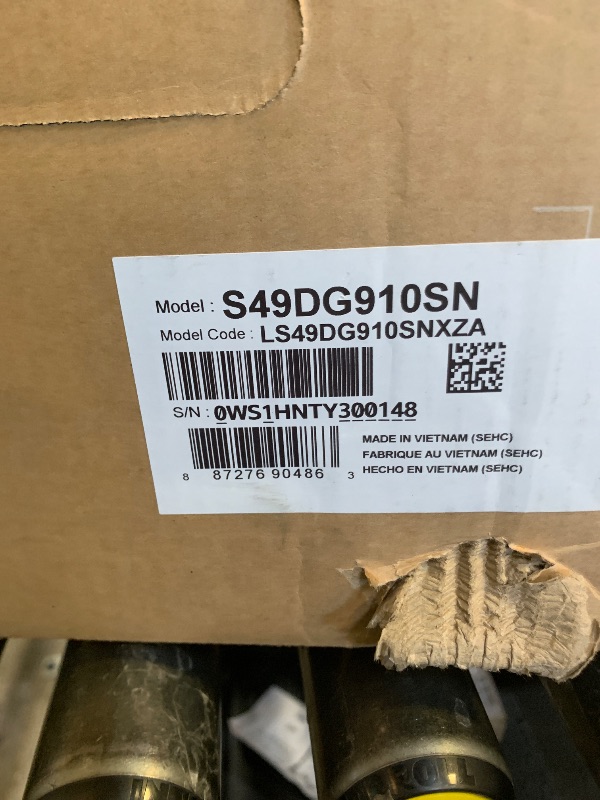 Model : S49DG910SN
Model Code : LS49DG910SNXZA
S/N : 0WS1HNTY300148
8 87276 90486 3
MADE IN VIETNAM (SEHC)
FABRIQUE AU VIETNAM (SEHC)
HECHO EN VIETNAM (SEHC)